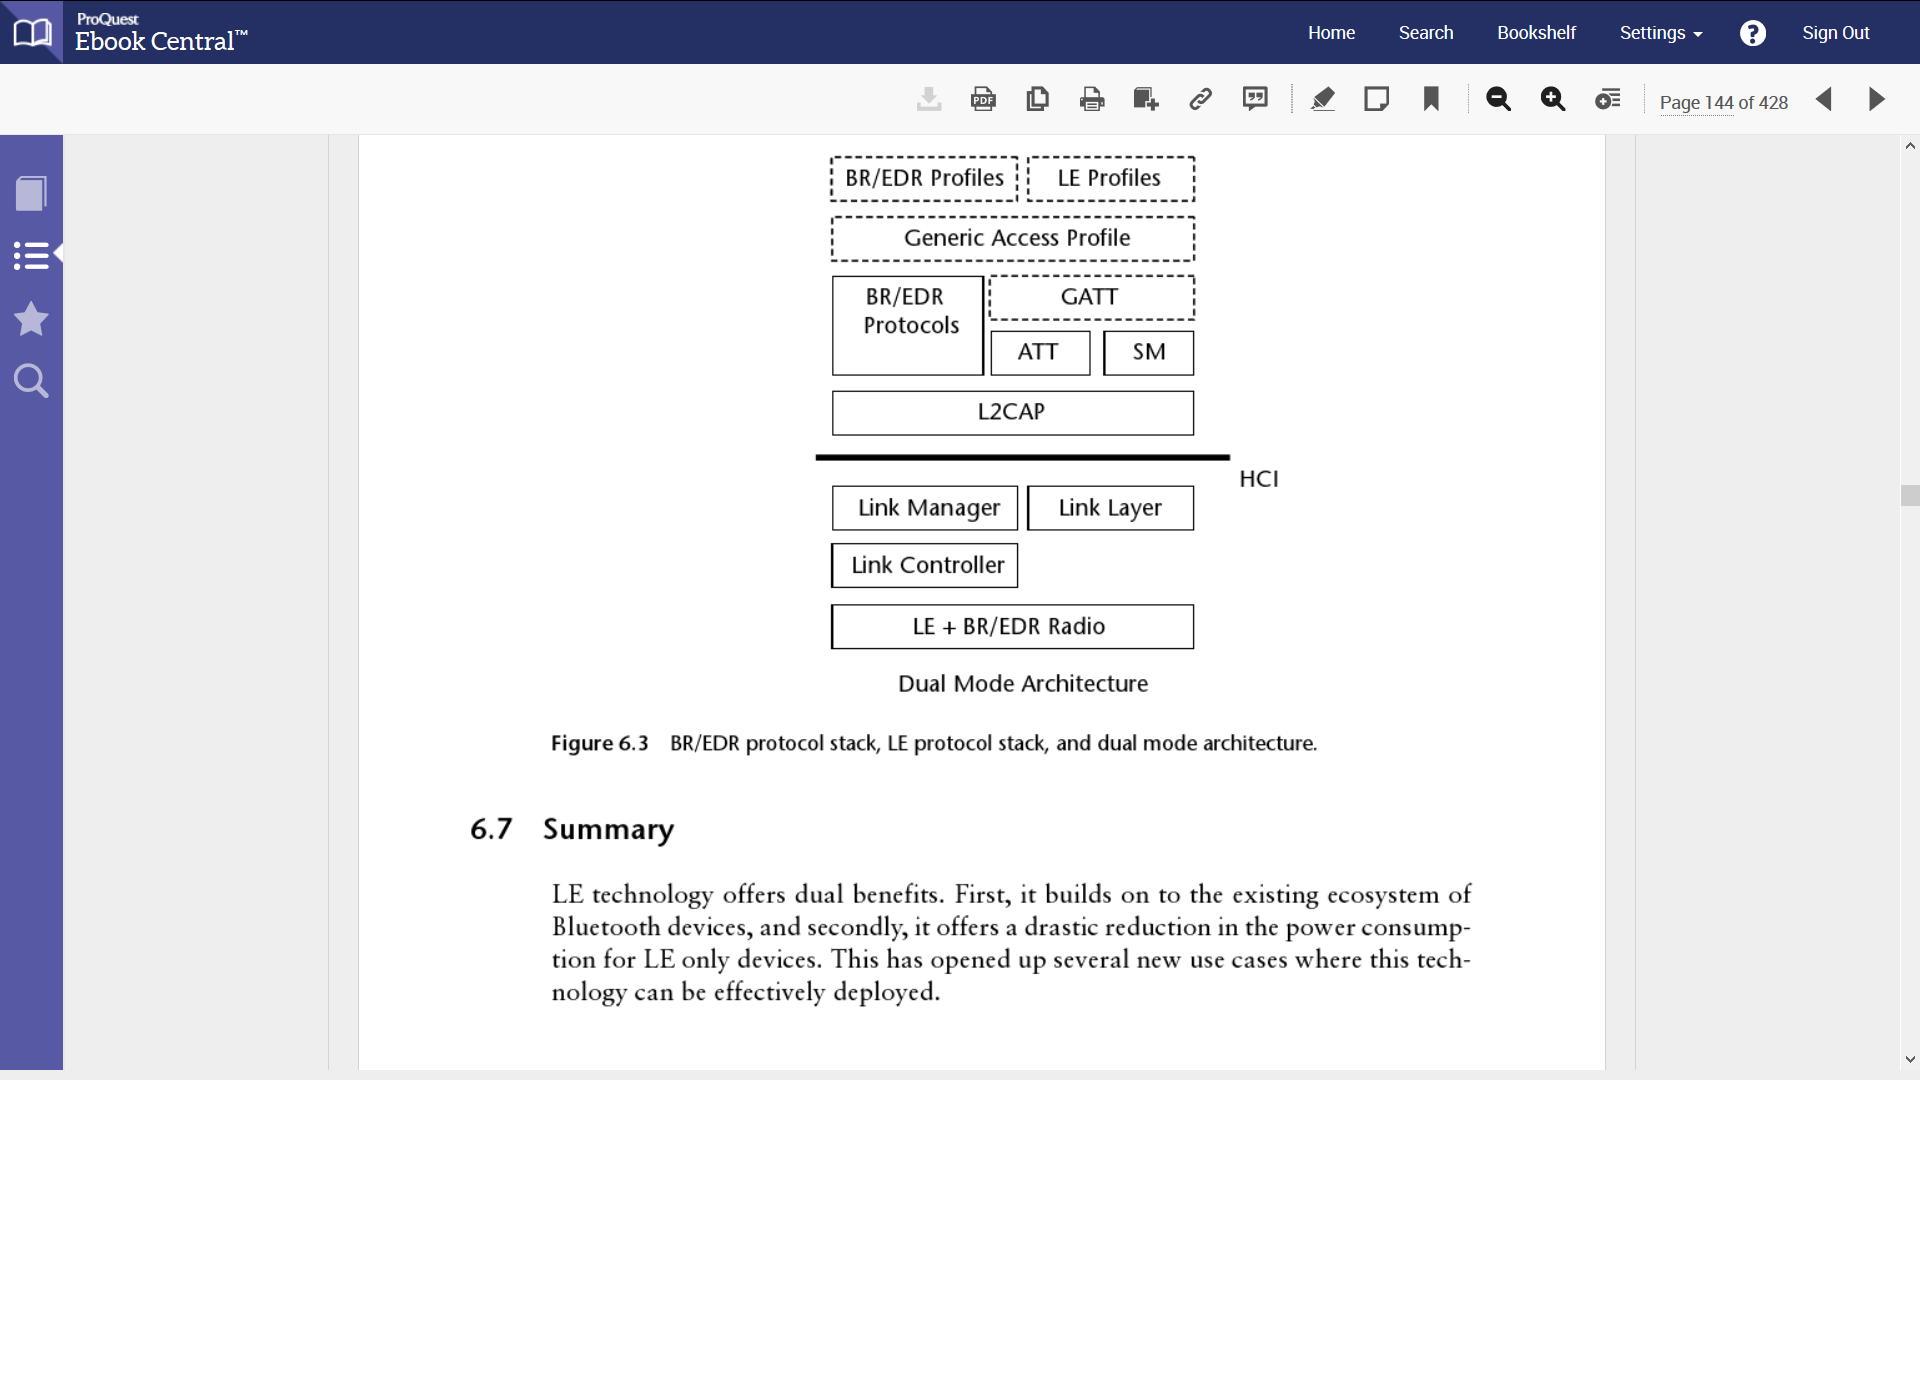 ProQuest
Ebook Central™
Home Search Bookshelf Settings ? Sign Out
PDF
Page 144 of 428
BR/EDR Profiles LE Profiles
Generic Access Profile
BR/EDR GATT
Protocols
ATT SM
L2CAP
HCI
Link Manager Link Layer
Link Controller
LE + BR/EDR Radio
Dual Mode Architecture
Figure 6.3 BR/EDR protocol stack, LE protocol stack, and dual mode architecture.
6.7 Summary
LE technology offers dual benefits. First, it builds on to the existing ecosystem of
Bluetooth devices, and secondly, it offers a drastic reduction in the power consump-
tion for LE only devices. This has opened up several new use cases where this tech-
nology can be effectively deployed.